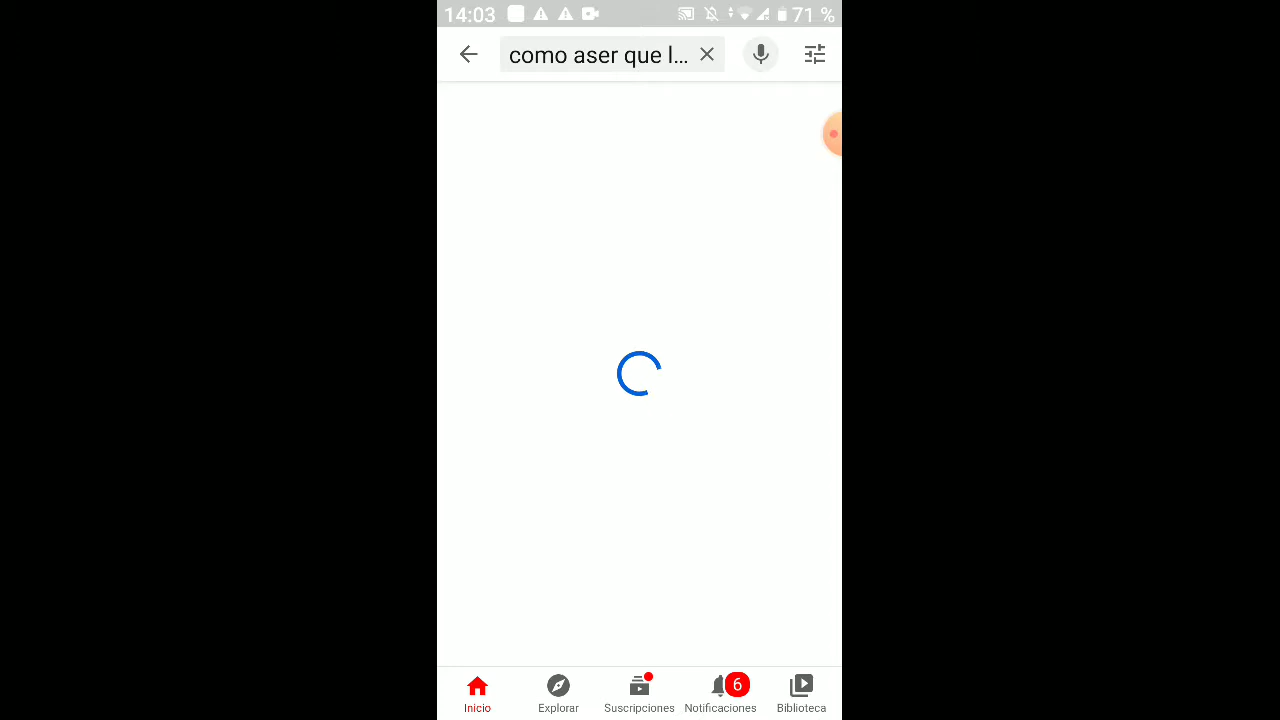 14:03 71 %
como aser que l...
6
Inicio Explorar Suscripciones Notificaciones Biblioteca